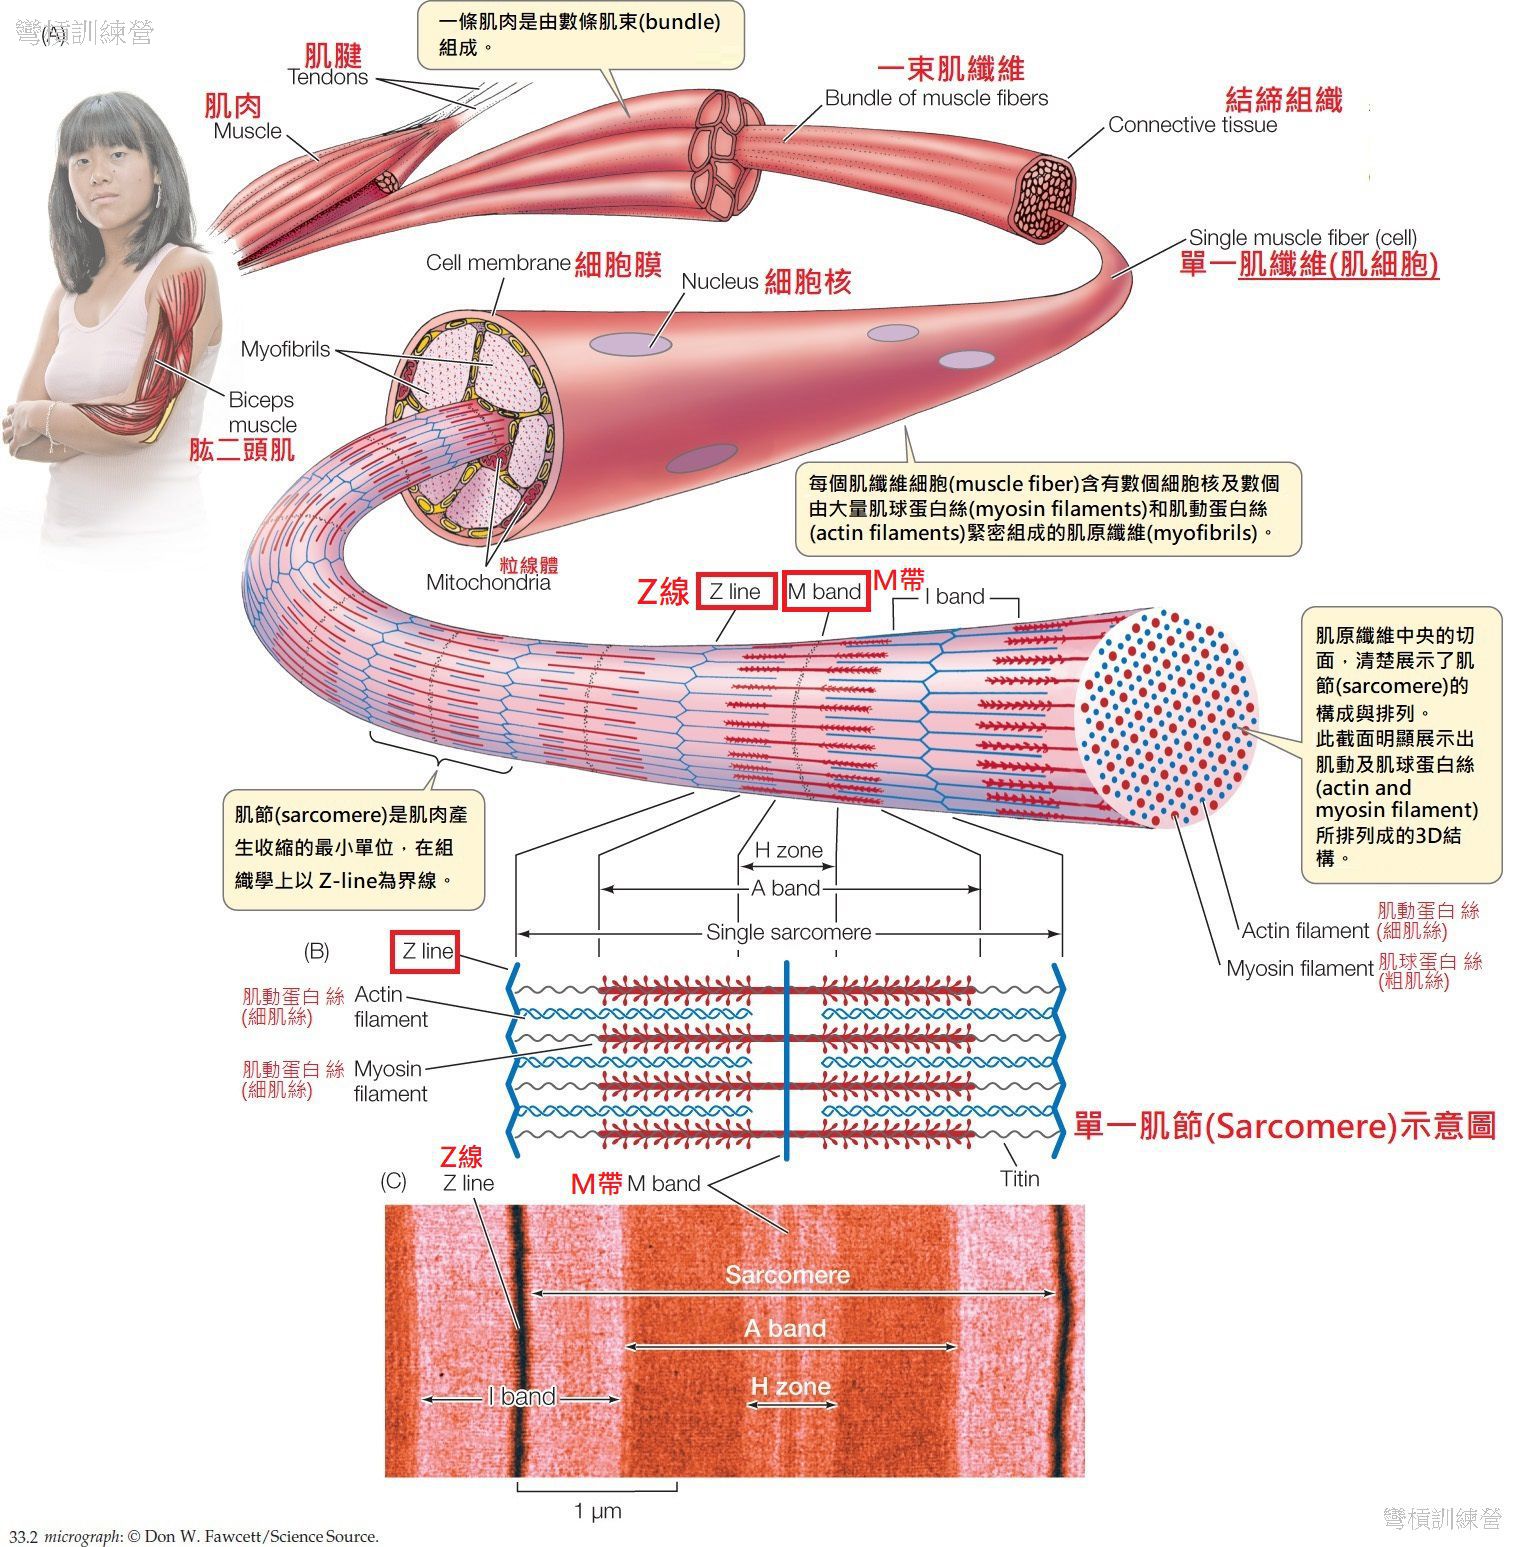 彎槓訓練營
(A)
一條肌肉是由數條肌束(bundle)
組成。
肌腱
Tendons
肌肉
Muscle
一束肌纖維
Bundle of muscle fibers
結締組織
Connective tissue
Single muscle fiber (cell)
單一肌纖維(肌細胞)
Cell membrane 細胞膜
Nucleus 細胞核
Myofibrils
Biceps
muscle
肱二頭肌
每個肌纖維細胞(muscle fiber)含有數個細胞核及數個
由大量肌球蛋白絲(myosin filaments)和肌動蛋白絲
(actin filaments)緊密組成的肌原纖維(myofibrils)。
粒線體
Mitochondria
Z線 Z line M band M帶 I band
肌原纖維中央的切
面，清楚展示了肌
節(sarcomere)的
構成與排列。
此截面明顯展示出
肌動及肌球蛋白絲
(actin and
myosin filament)
所排列成的3D結
構。
肌節(sarcomere)是肌肉產
生收縮的最小單位，在組
織學上以 Z-line為界線。
H zone
A band
Single sarcomere
肌動蛋白 絲
Actin filament (細肌絲)
肌球蛋白 絲
Myosin filament (粗肌絲)
(B)
Z line
肌動蛋白 絲 Actin
(細肌絲) filament
肌動蛋白 絲 Myosin
(細肌絲) filament
單一肌節(Sarcomere)示意圖
Titin
Z線
(C) Z line
M帶 M band
Sarcomere
A band
I band
H zone
1 μm
彎槓訓練營
33.2 micrograph: © Don W. Fawcett/Science Source.